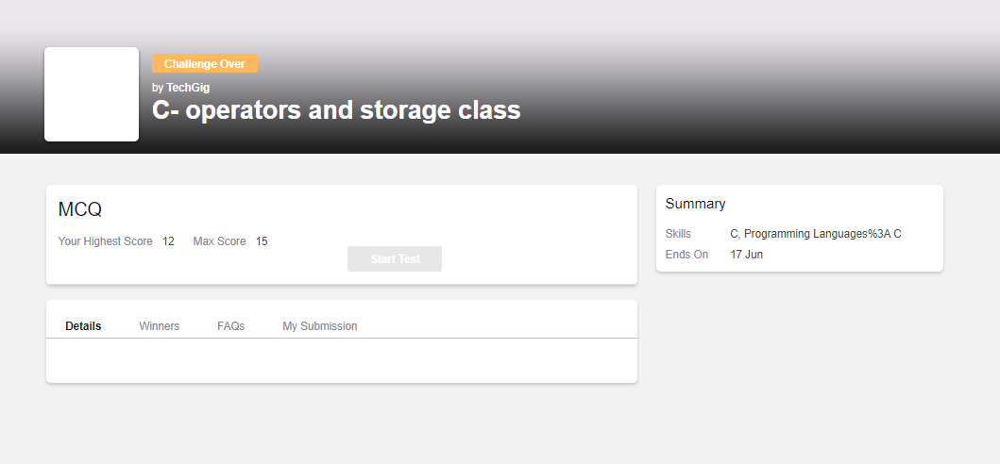 Challenge Over
by TechGig
C- operators and storage class
MCQ
Your Highest Score 12 Max Score 15
Start Test
Details Winners FAQs My Submission
Summary
Skills C, Programming Languages%3A C
Ends On 17 Jun